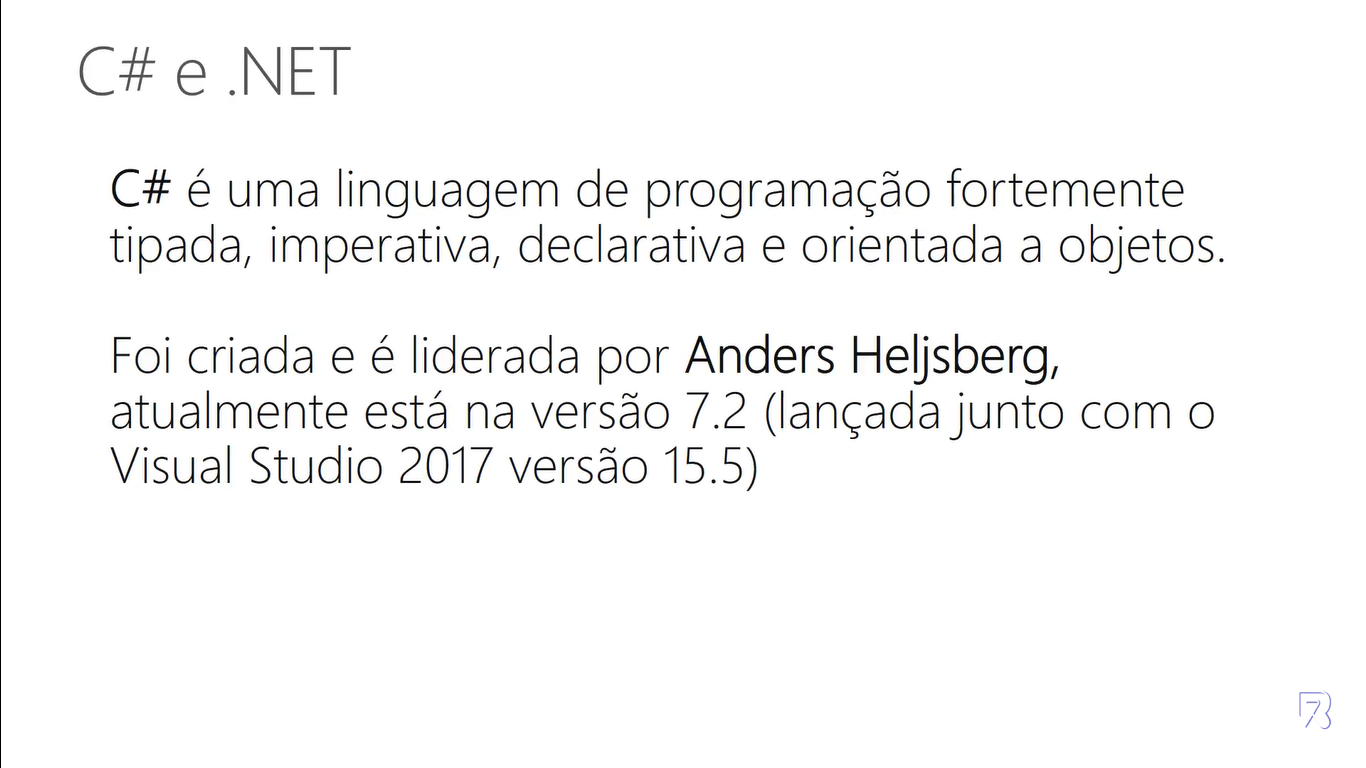 C# e .NET
C# é uma linguagem de programação fortemente
tipada, imperativa, declarativa e orientada a objetos.
Foi criada e é liderada por Anders Heljsberg,
atualmente está na versão 7.2 (lançada junto com o
Visual Studio 2017 versão 15.5)